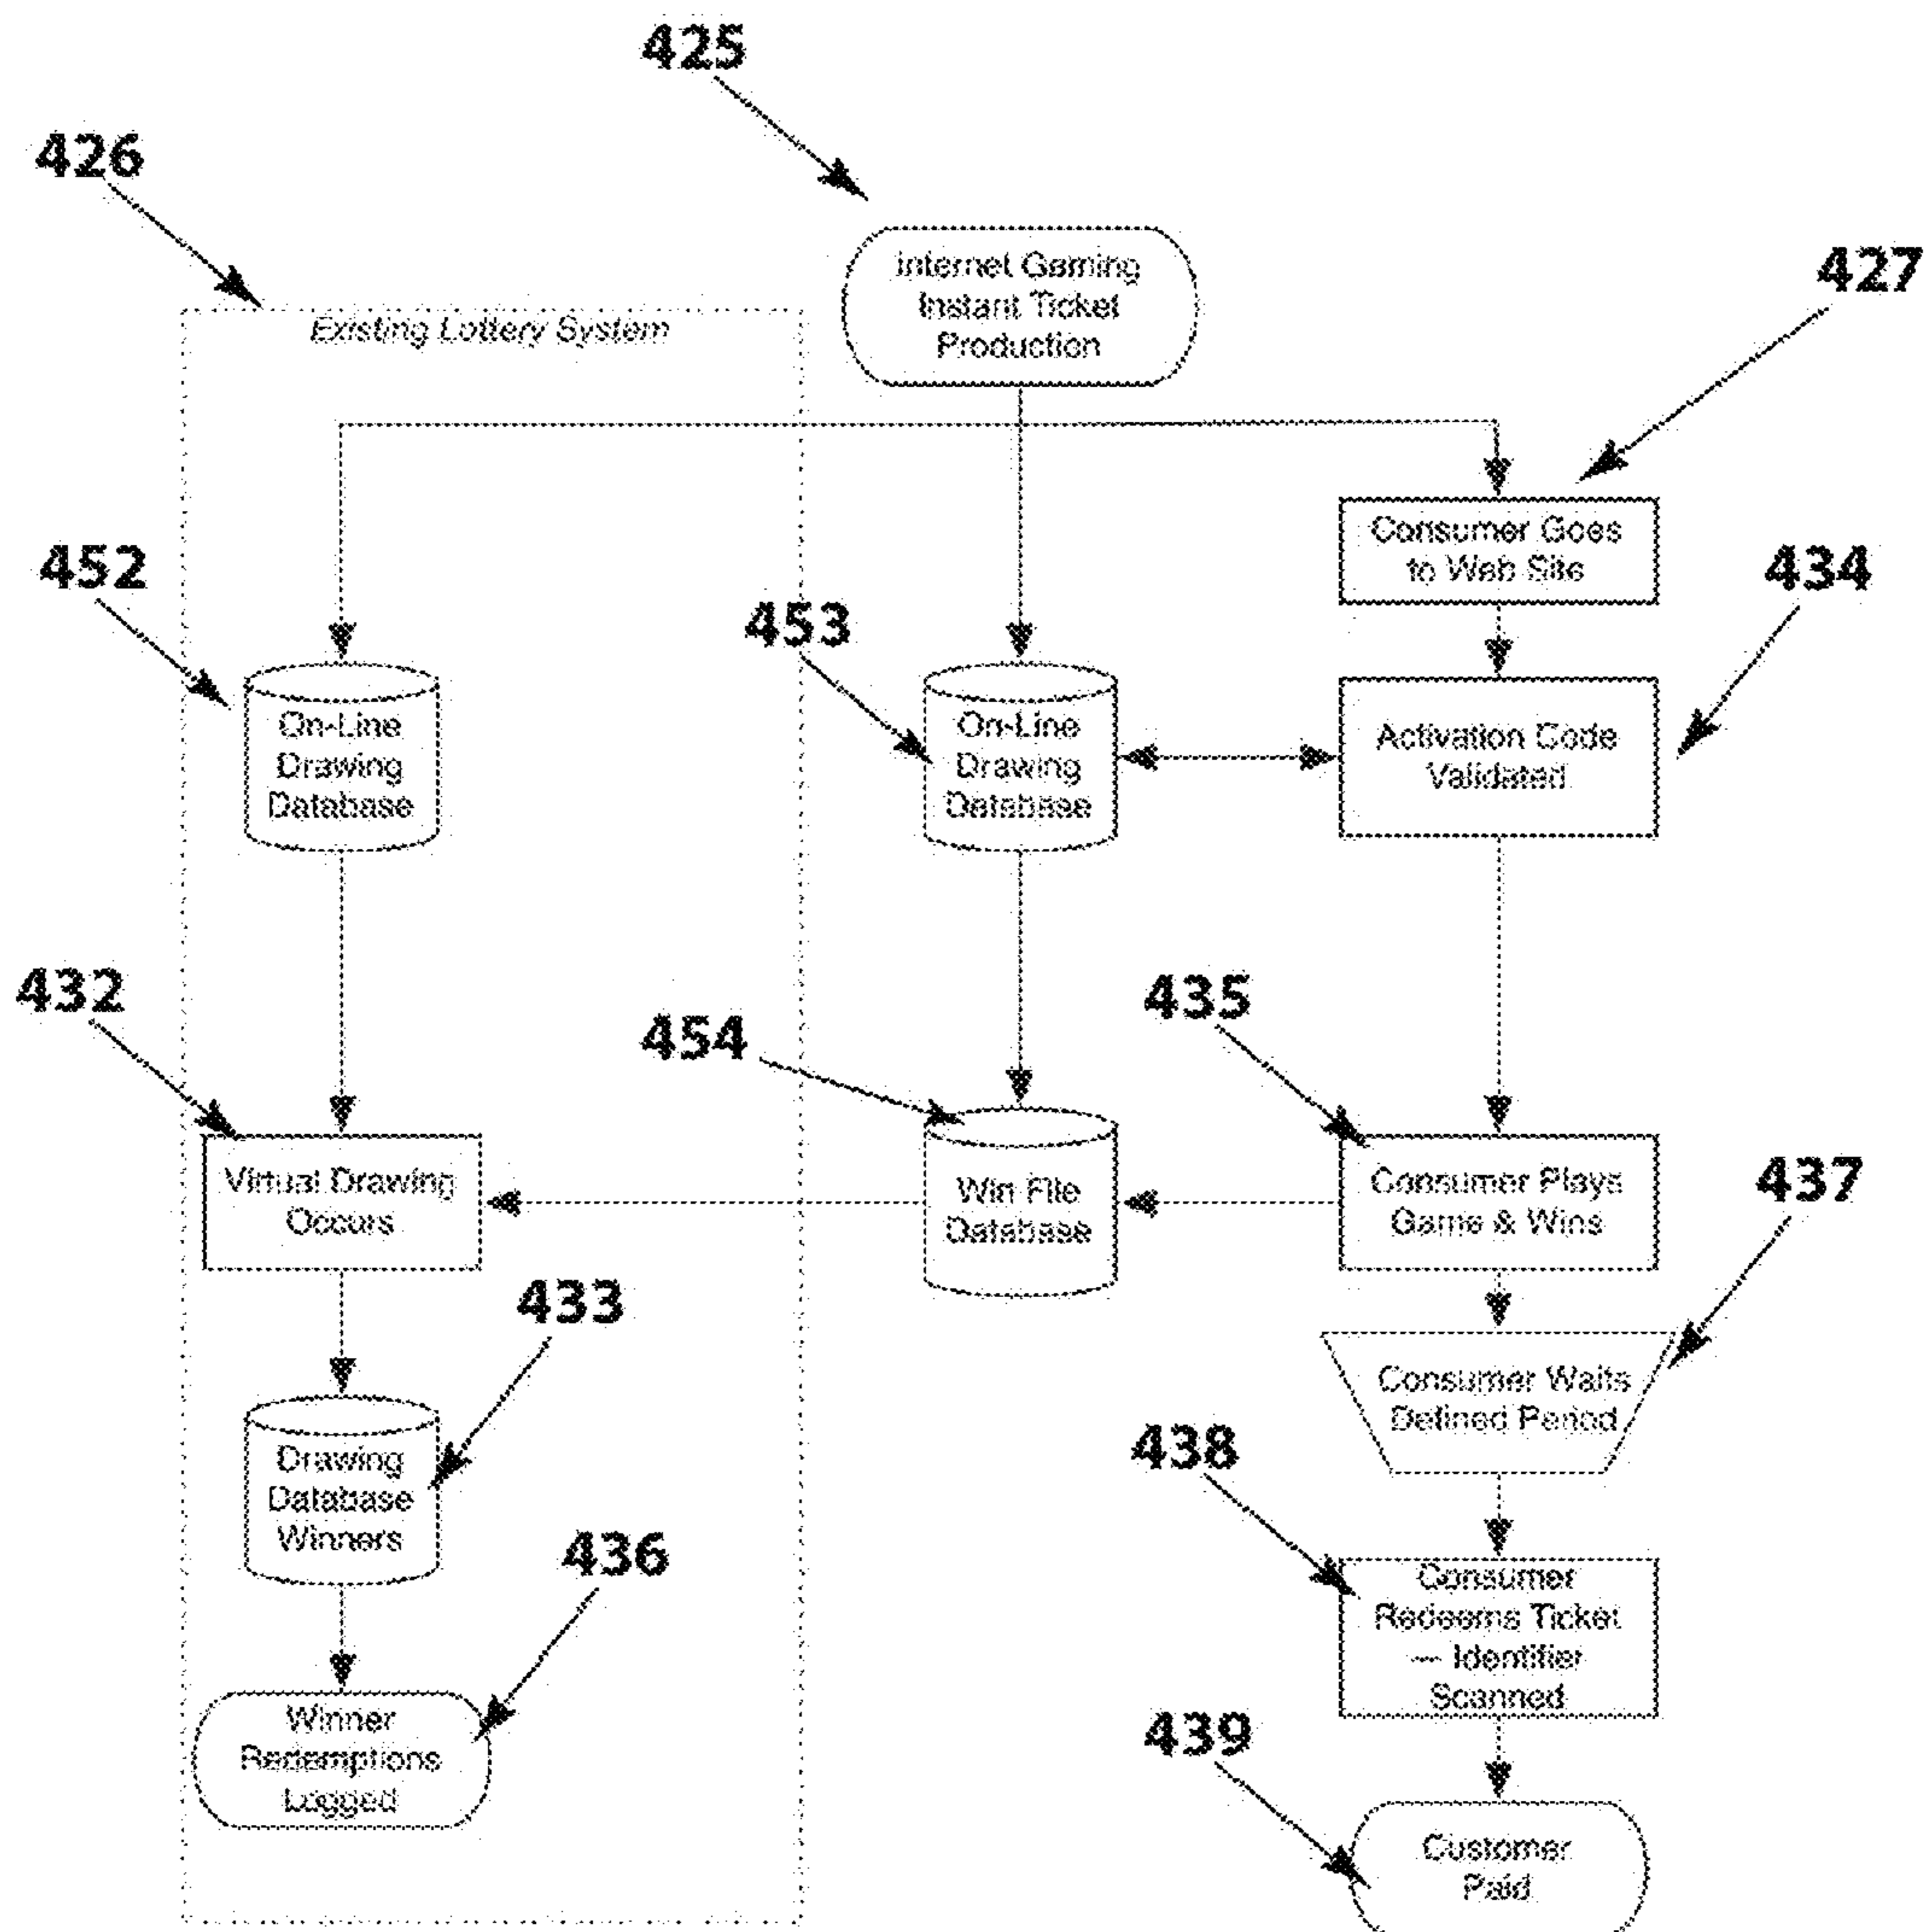 425
426
Internet Gaming
Instant Ticket
Production
427
Existing Lottery System
Consumer Goes
to Web Site
452
434
453
On-Line
Drawing
Database
On-Line
Drawing
Database
Activation Code
Validated
432
435
454
Virtual Drawing
Occurs
Win File
Database
Consumer Plays
Game & Wins
437
433
Consumer Waits
Defined Period
Drawing
Database
Winners
438
436
Consumer
Redeems Ticket
— Identifier
Scanned
Winner
Redemptions
Logged
439
Customer
Paid